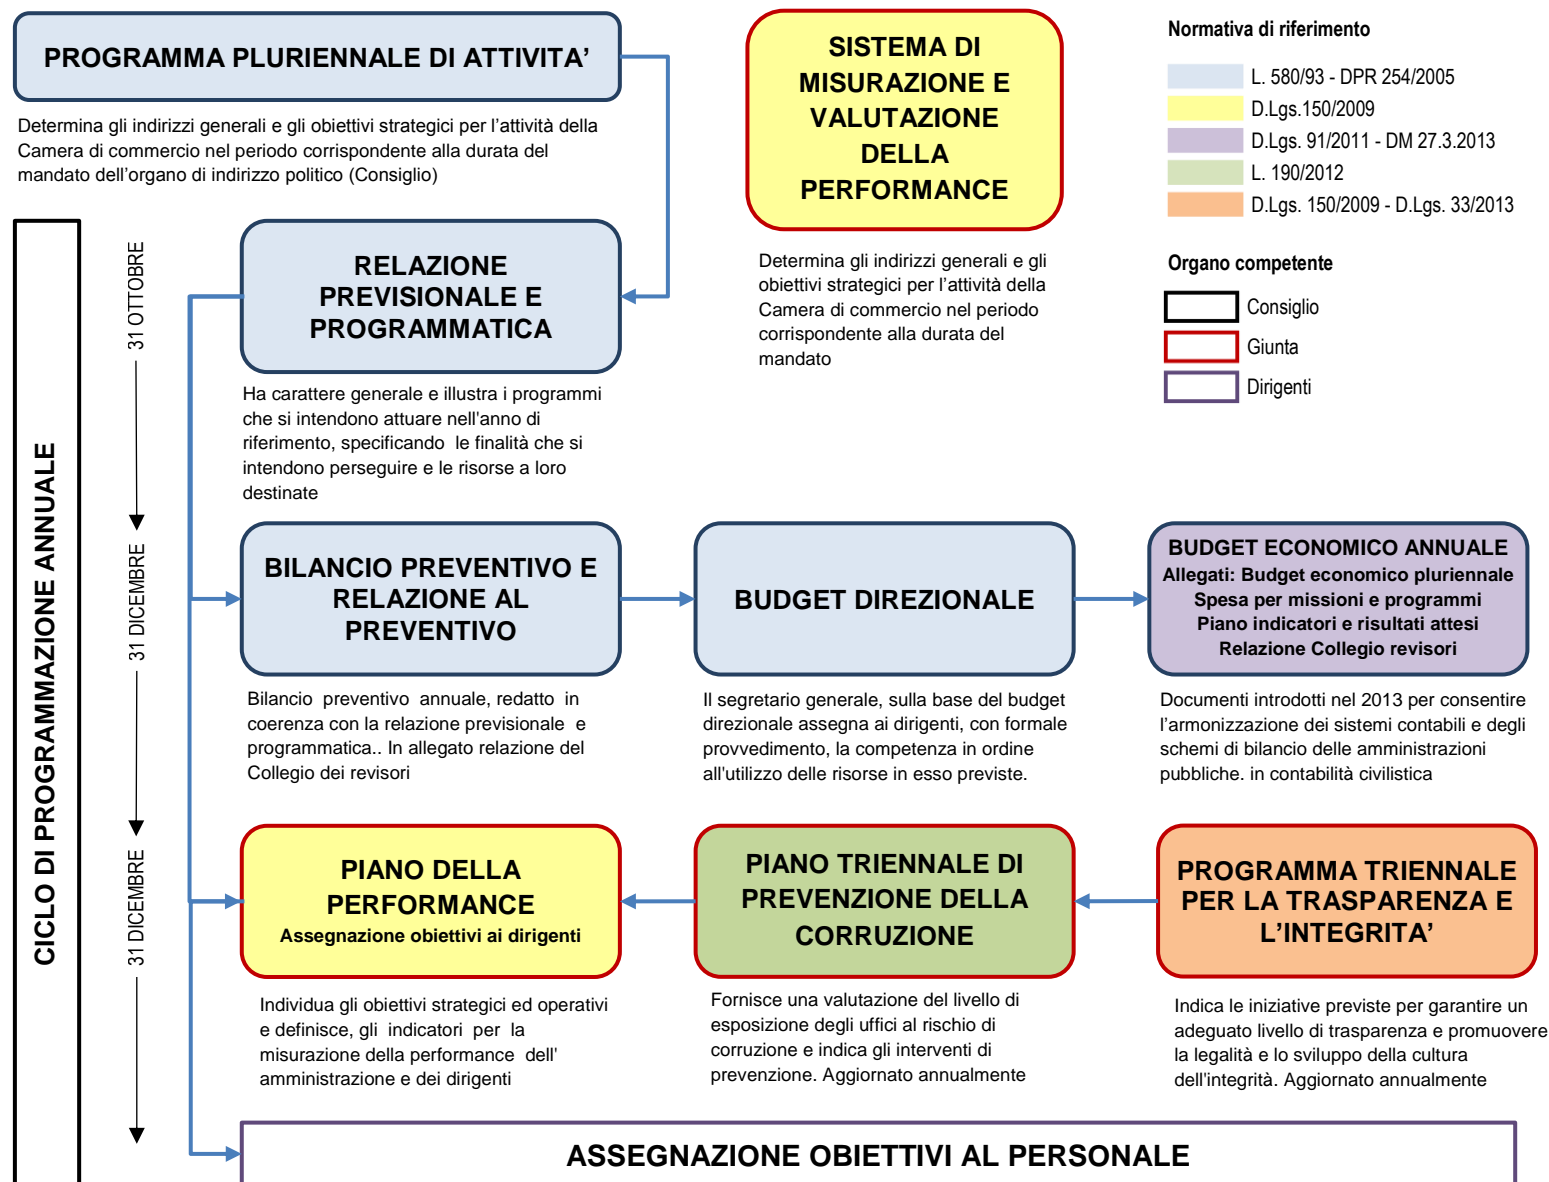 PROGRAMMA PLURIENNALE DI ATTIVITA’
Determina gli indirizzi generali e gli obiettivi strategici per l’attività della
Camera di commercio nel periodo corrispondente alla durata del
mandato dell’organo di indirizzo politico (Consiglio)
SISTEMA DI
MISURAZIONE E
VALUTAZIONE
DELLA
PERFORMANCE
Determina gli indirizzi generali e gli
obiettivi strategici per l’attività della
Camera di commercio nel periodo
corrispondente alla durata del
mandato
Normativa di riferimento
L. 580/93 - DPR 254/2005
D.Lgs.150/2009
D.Lgs. 91/2011 - DM 27.3.2013
L. 190/2012
D.Lgs. 150/2009 - D.Lgs. 33/2013
Organo competente
Consiglio
Giunta
Dirigenti
CICLO DI PROGRAMMAZIONE ANNUALE
31 OTTOBRE
RELAZIONE
PREVISIONALE E
PROGRAMMATICA
Ha carattere generale e illustra i programmi
che si intendono attuare nell'anno di
riferimento, specificando le finalità che si
intendono perseguire e le risorse a loro
destinate
31 DICEMBRE
BILANCIO PREVENTIVO E
RELAZIONE AL
PREVENTIVO
Bilancio preventivo annuale, redatto in
coerenza con la relazione previsionale e
programmatica.. In allegato relazione del
Collegio dei revisori
BUDGET DIREZIONALE
Il segretario generale, sulla base del budget
direzionale assegna ai dirigenti, con formale
provvedimento, la competenza in ordine
all'utilizzo delle risorse in esso previste.
BUDGET ECONOMICO ANNUALE
Allegati: Budget economico pluriennale
Spesa per missioni e programmi
Piano indicatori e risultati attesi
Relazione Collegio revisori
Documenti introdotti nel 2013 per consentire
l’armonizzazione dei sistemi contabili e degli
schemi di bilancio delle amministrazioni
pubbliche. in contabilità civilistica
31 DICEMBRE
PIANO DELLA
PERFORMANCE
Assegnazione obiettivi ai dirigenti
Individua gli obiettivi strategici ed operativi
e definisce, gli indicatori per la
misurazione della performance dell'
amministrazione e dei dirigenti
PIANO TRIENNALE DI
PREVENZIONE DELLA
CORRUZIONE
Fornisce una valutazione del livello di
esposizione degli uffici al rischio di
corruzione e indica gli interventi di
prevenzione. Aggiornato annualmente
PROGRAMMA TRIENNALE
PER LA TRASPARENZA E
L’INTEGRITA’
Indica le iniziative previste per garantire un
adeguato livello di trasparenza e promuovere
la legalità e lo sviluppo della cultura
dell’integrità. Aggiornato annualmente
ASSEGNAZIONE OBIETTIVI AL PERSONALE